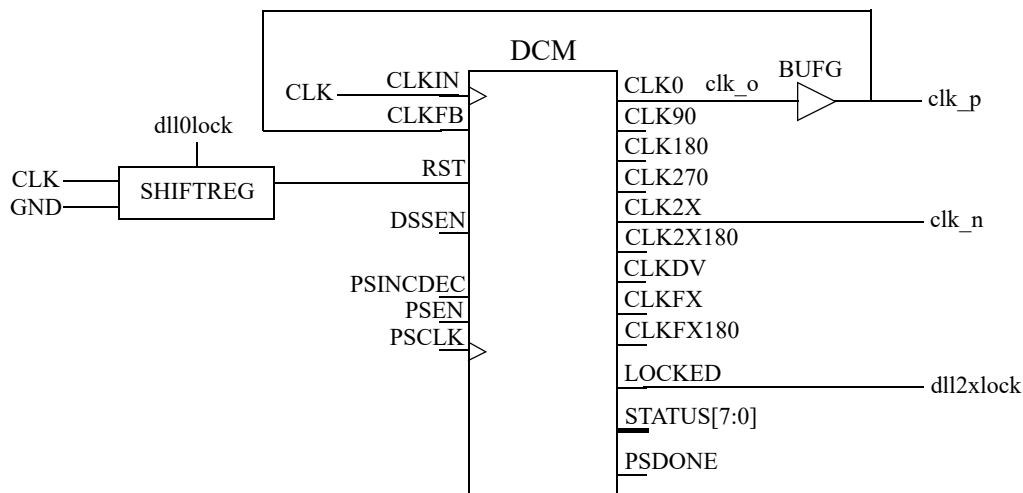 DCM
BUFG
CLK
CLKIN
CLK0
clk_o
clk_p
CLKFB
CLK90
dll0lock
CLK180
CLK
SHIFTREG
RST
CLK270
GND
DSSEN
CLK2X
clk_n
CLK2X180
CLKDV
PSINCDEC
CLKFX
PSEN
CLKFX180
PSCLK
LOCKED
dll2xlock
STATUS[7:0]
PSDONE